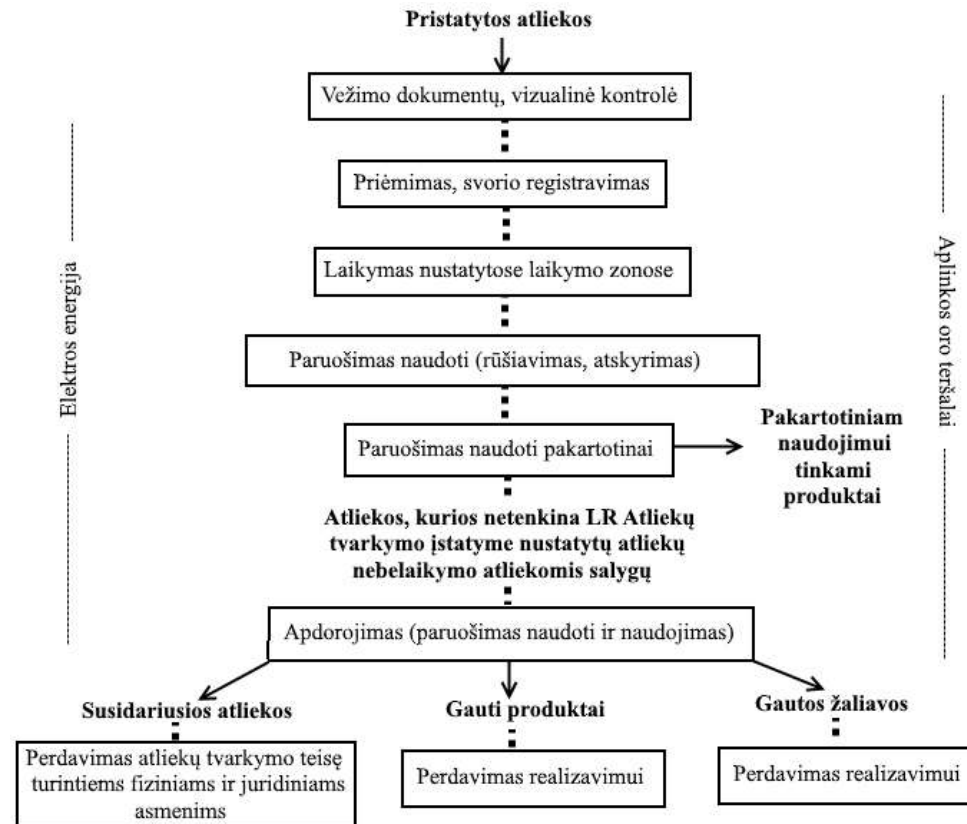 Pristatytos atliekos
Vežimo dokumentų, vizualinė kontrolė
Priėmimas, svorio registravimas
Laikymas nustatytose laikymo zonose
Elektros energija
Aplinkos oro teršalai
Paruošimas naudoti (rūšiavimas, atskyrimas)
Paruošimas naudoti pakartotinai
Pakartotiniam
naudojimui
tinkami
produktai
Atliekos, kurios netenkina LR Atliekų
tvarkymo įstatyme nustatytų atliekų
nebelaikymo atliekomis salygų
Apdorojimas (paruošimas naudoti ir naudojimas)
Susidariusios atliekos
Gauti produktai
Gautos žaliavos
Perdavimas atliekų tvarkymo teisę
turintiems fiziniams ir juridiniams
asmenims
Perdavimas realizavimui
Perdavimas realizavimui